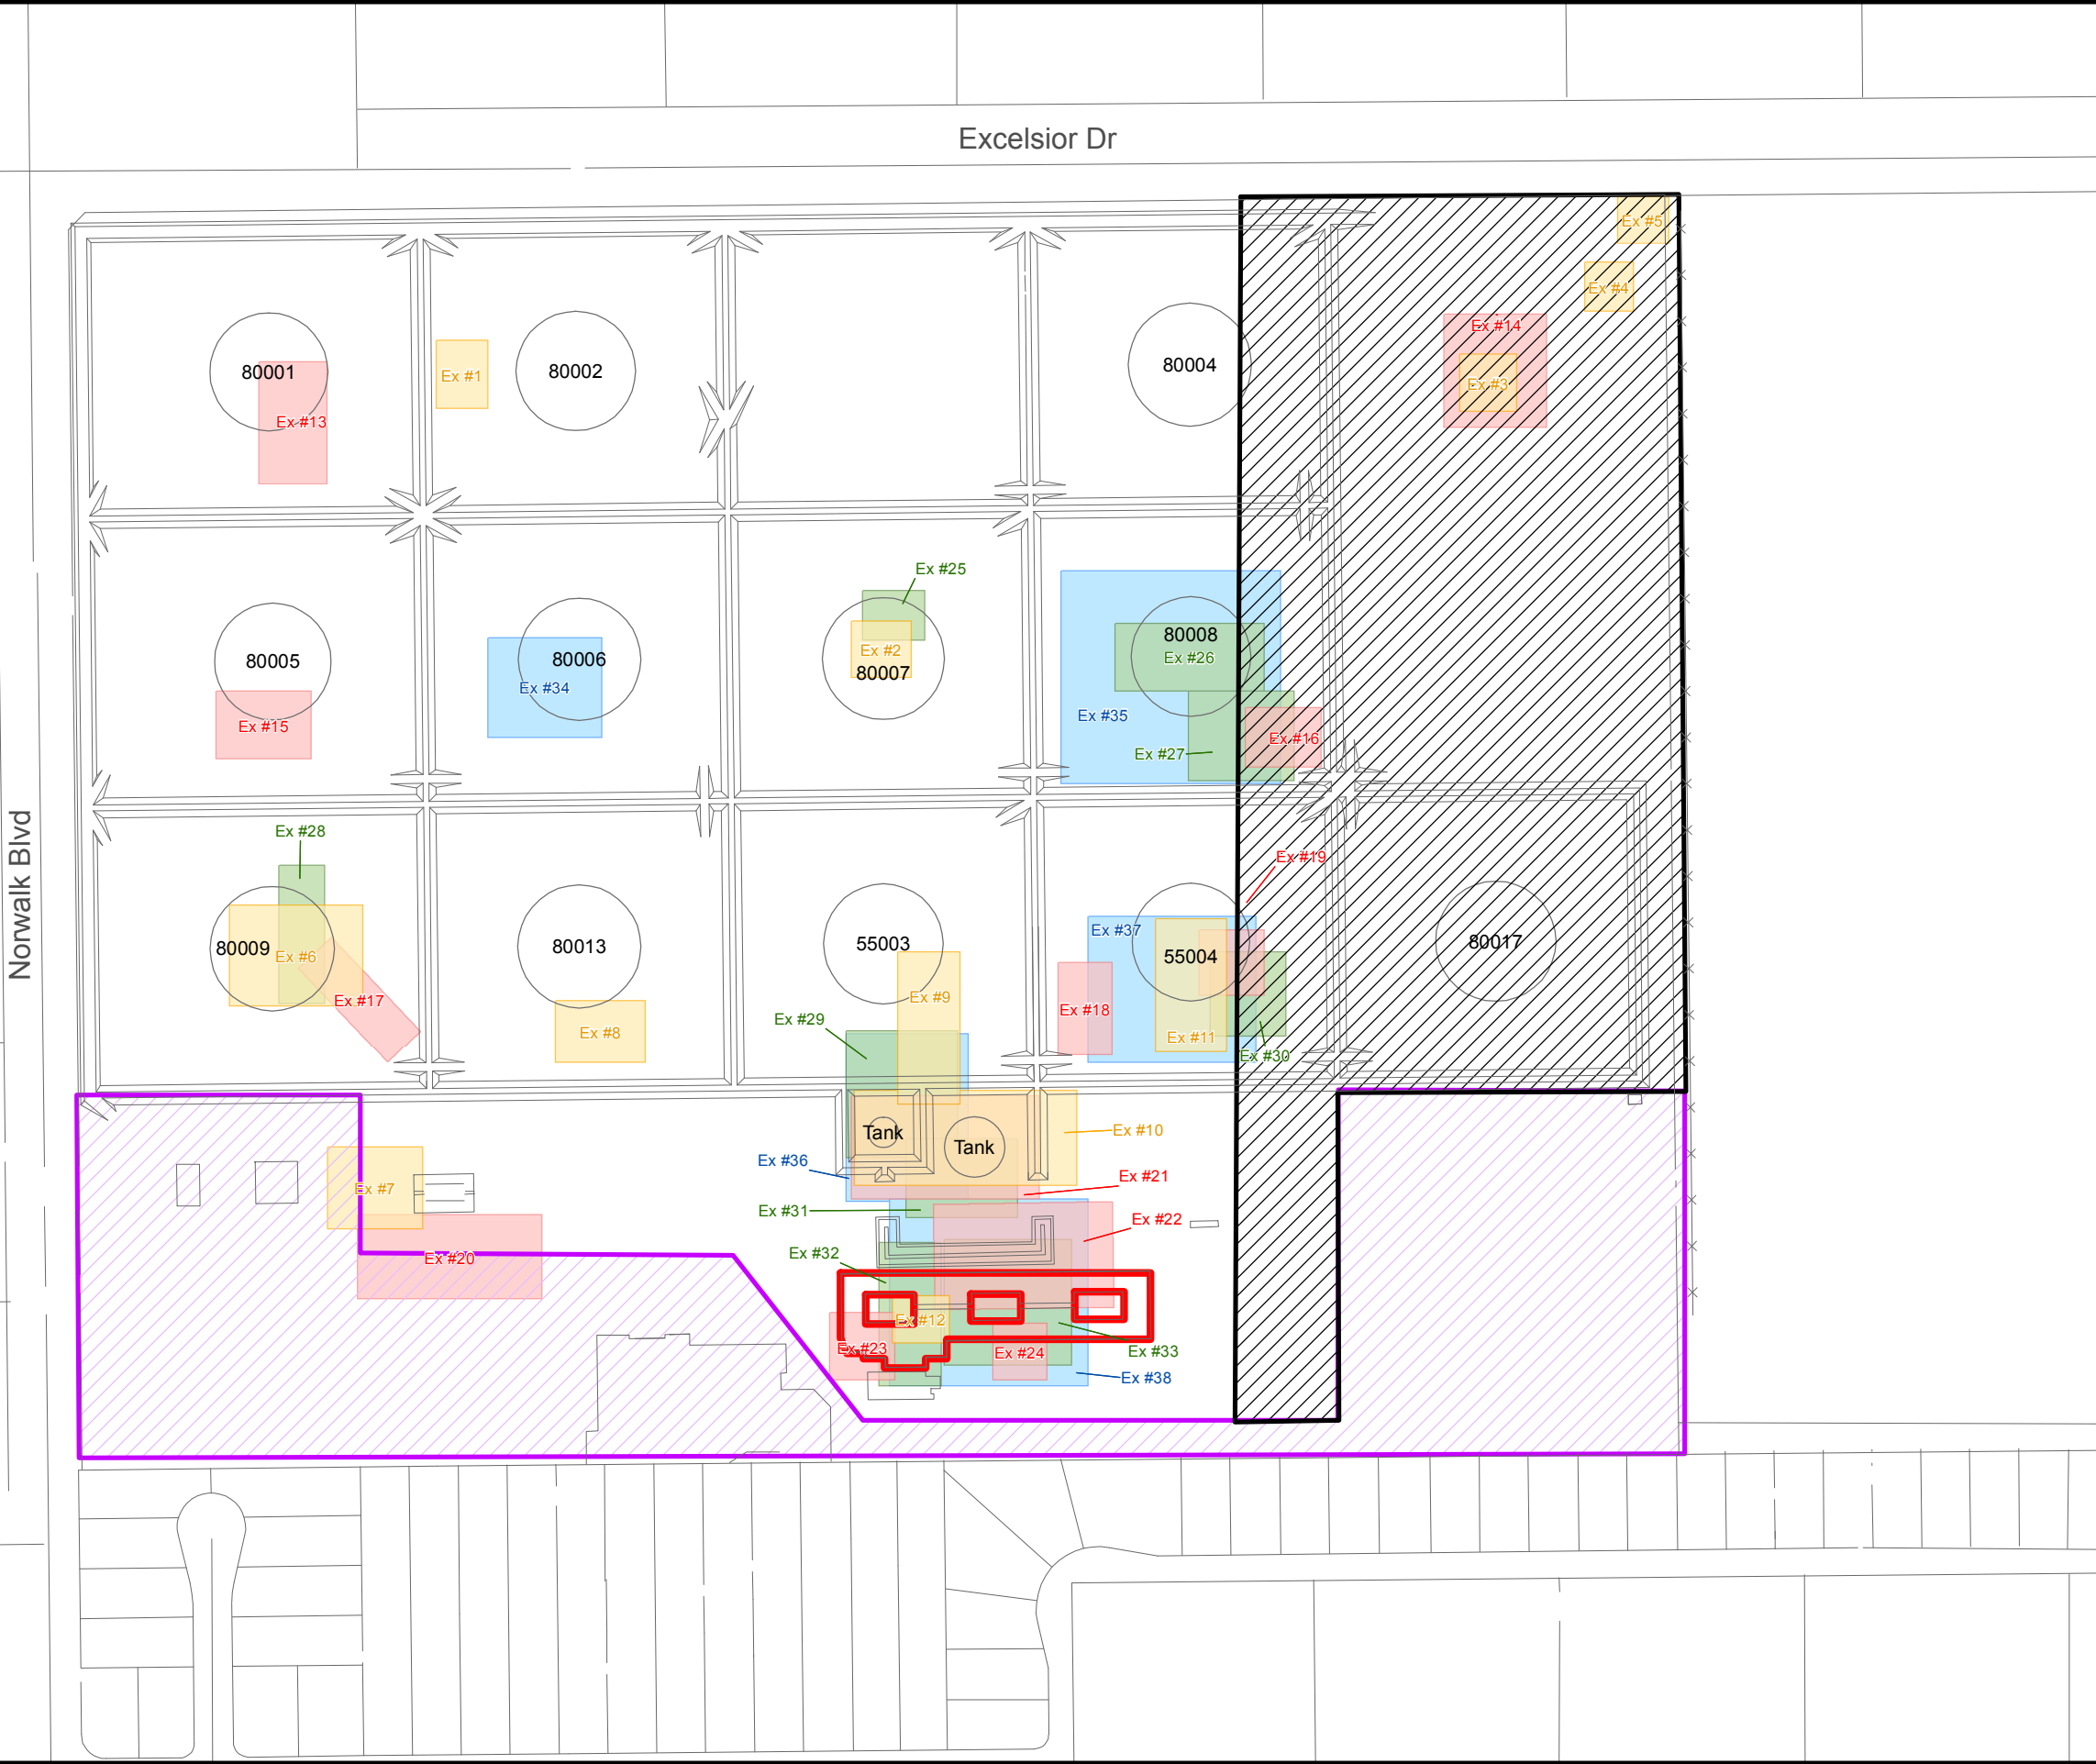 Excelsior Dr
Ex #5
Ex #4
Ex #14
Ex #3
80001
80002
80004
Ex #1
Ex #13
Ex #25
80005
80006
Ex #2
80007
80008
Ex #26
Ex #34
Ex #15
Ex #35
Ex #27
Ex #16
Norwalk Blvd
Ex #28
Ex #19
80009
Ex #6
80013
55003
Ex #37
55004
80017
Ex #17
Ex #9
Ex #18
Ex #8
Ex #29
Ex #11
Ex #30
Tank
Tank
Ex #10
Ex #36
Ex #21
Ex #7
Ex #31
Ex #22
Ex #20
Ex #32
Ex #12
Ex #23
Ex #24
Ex #33
Ex #38